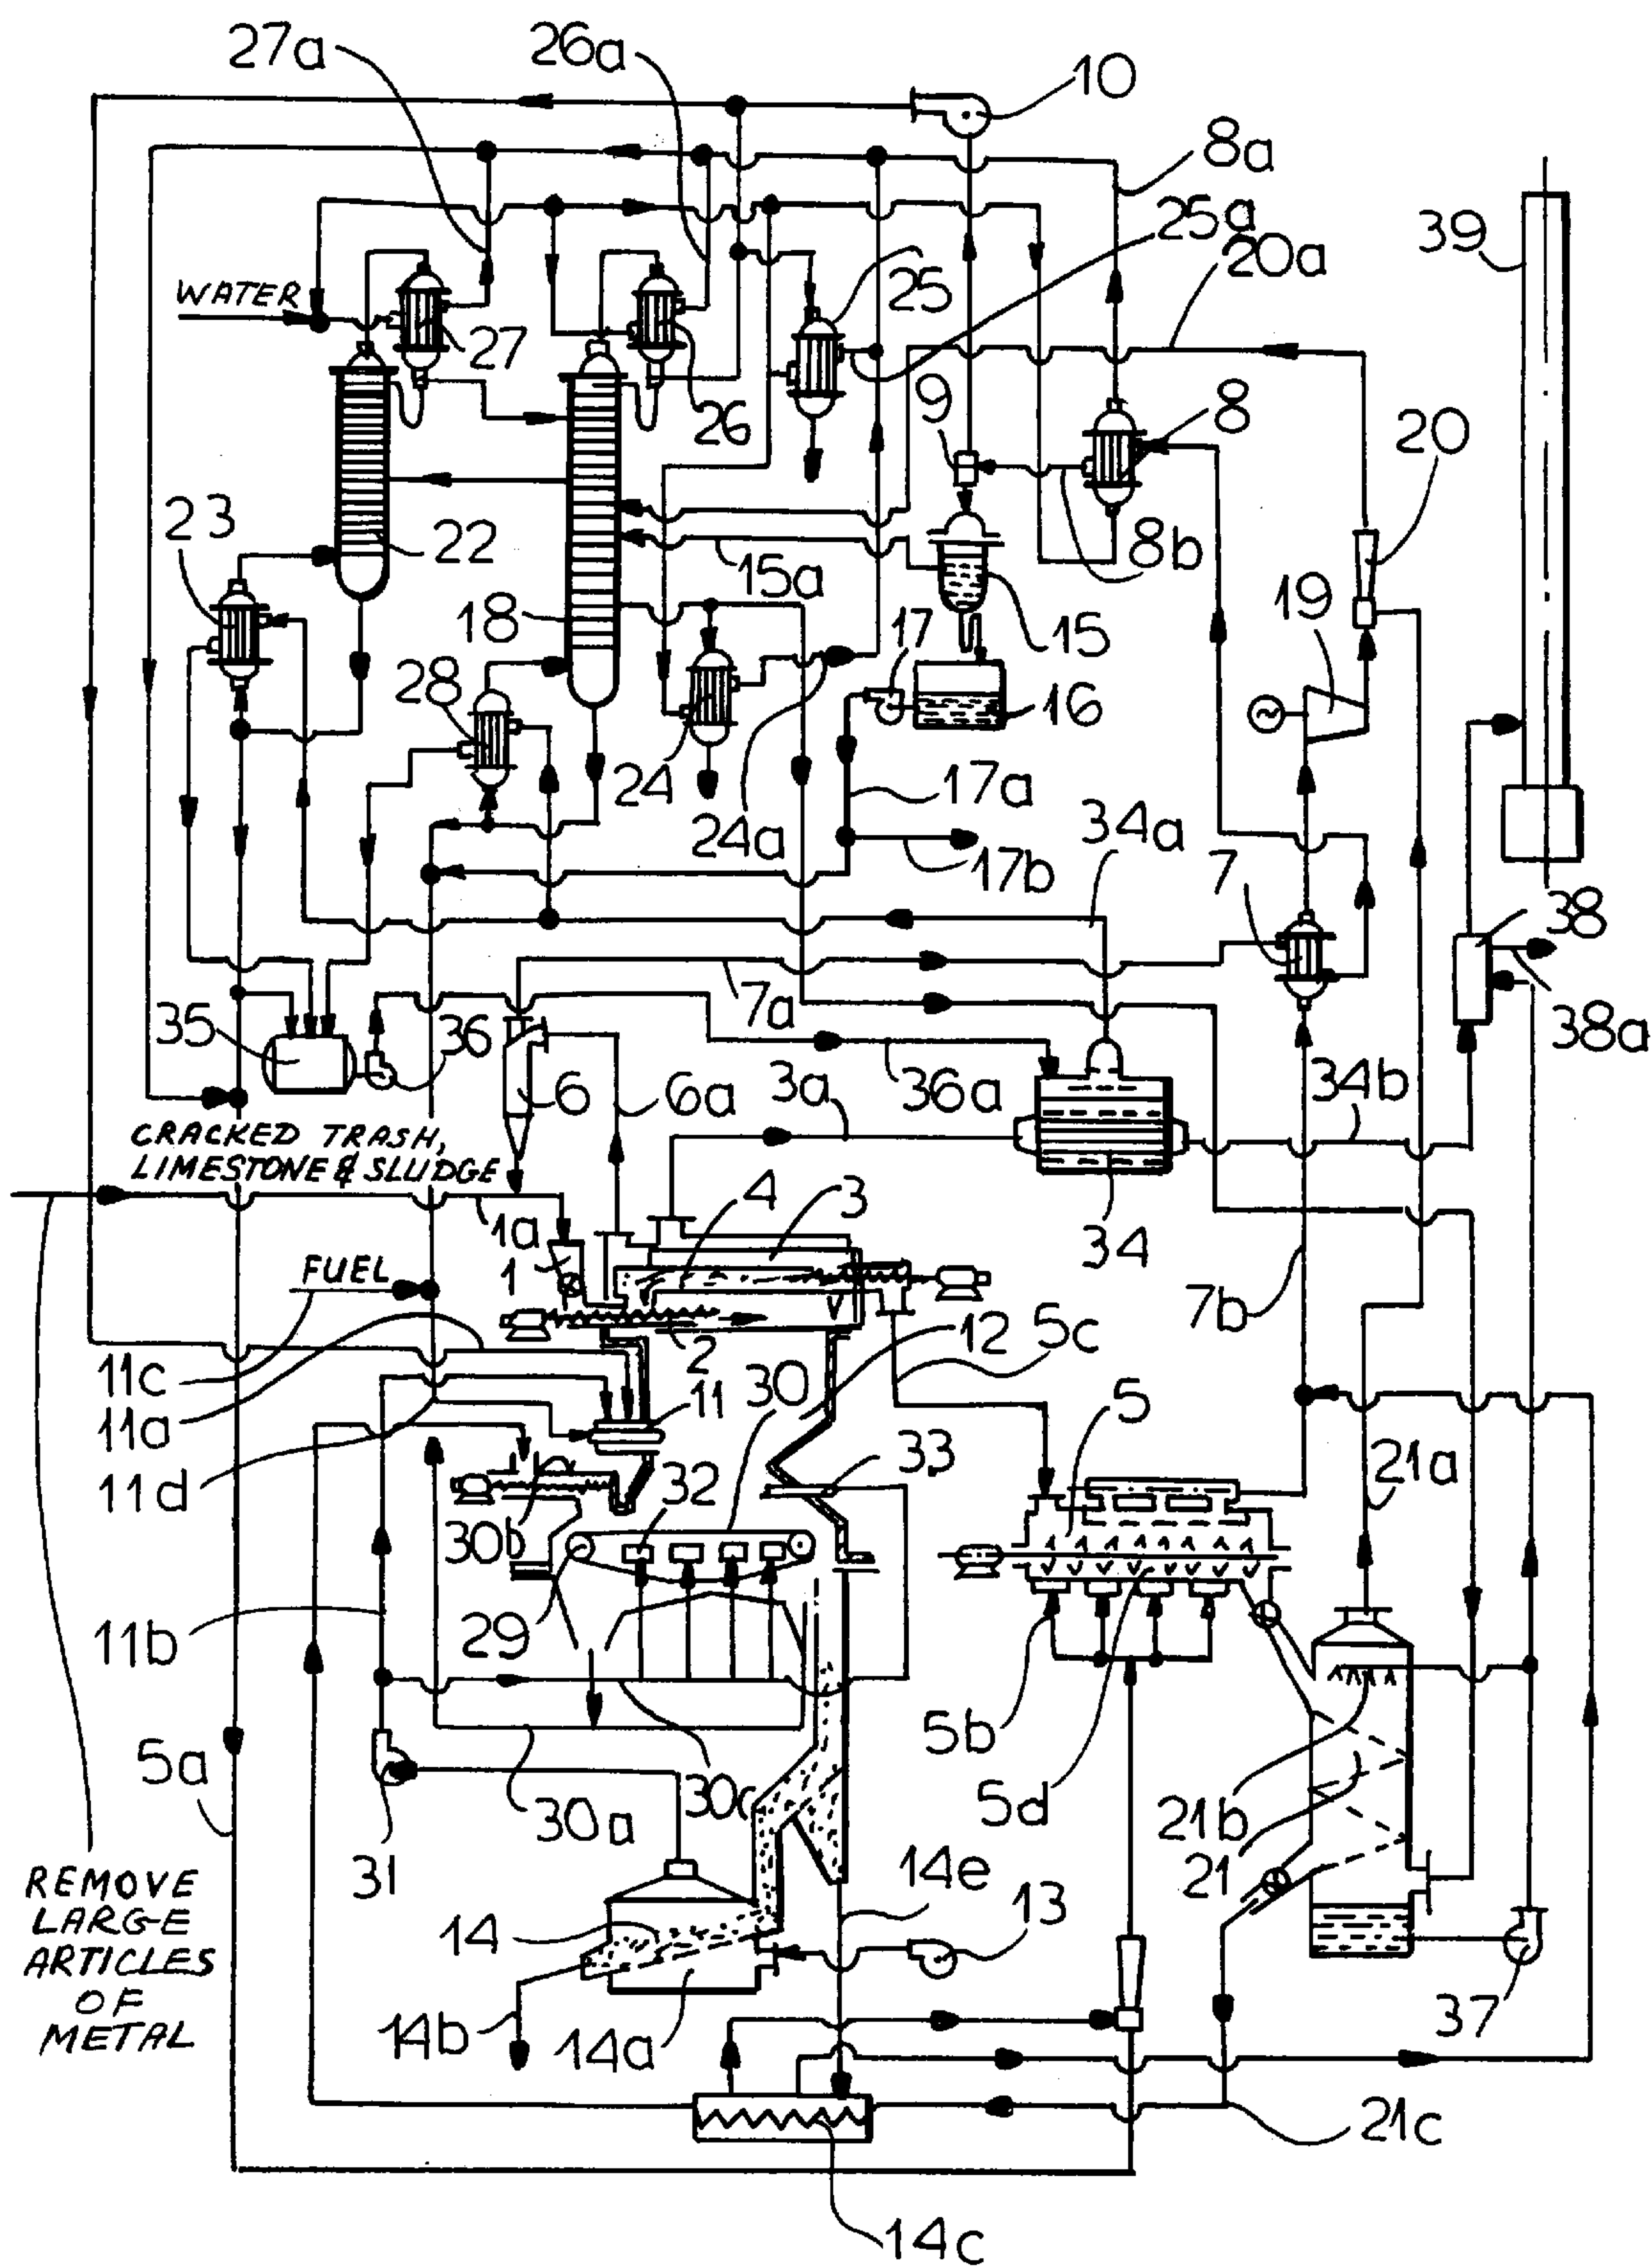 27a
26a
10
8a
25a
20a
39
WATER
25
27
26
9
8
20
23
22
8b
15a
19
18
17
15
28
16
24
17a
24a
34a
17b
7
38
7a
35
36
38a
6
6a
3a
36a
34b
CRACKED TRASH,
LIMESTONE & SLUDGE
1a
4
3
34
FUEL
1
7b
2
12
5c
11c
30
11a
11
5
11d
33
32
21a
30b
29
11b
5b
5a
30c
5d
21b
30a
21
31
14e
REMOVE
LARGE
ARTICLES
OF
METAL
14
13
14b
14a
37
21c
14c